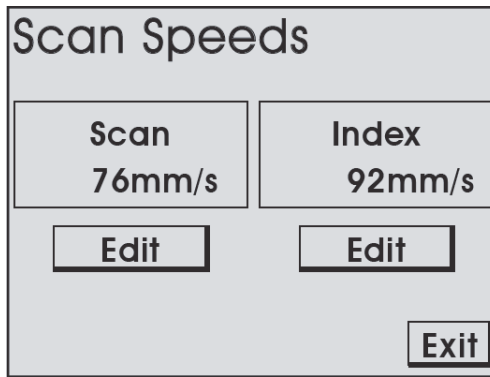 Scan Speeds
Scan
76mm/s
Index
92mm/s
Edit
Edit
Exit